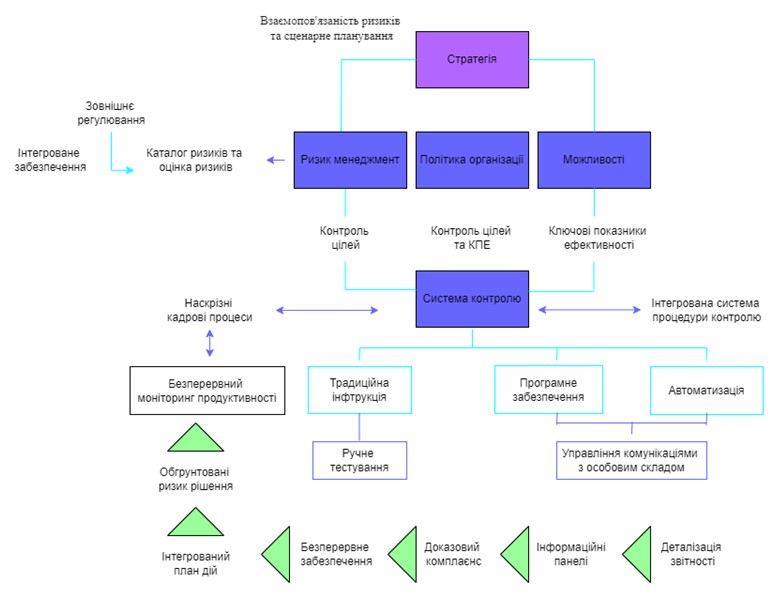 Взаємопов'язаність ризиків
та сценарне планування
Стратегія
Зовнішнє
регулювання
Інтегроване
забезпечення
Каталог ризиків та
оцінка ризиків
Ризик менеджмент
Політика організації
Можливості
Контроль
цілей
Контроль цілей
та КПЕ
Ключові показники
ефективності
Наскрізні
кадрові процеси
Система контролю
Інтегрована система
процедури контролю
Безперервний
моніторинг продуктивності
Традиційна
інфтрукція
Програмне
забезпечення
Автоматизація
Ручне
тестування
Управління комунікаціями
з особовим складом
Обгрунтовані
ризик рішення
Інтегрований
план дій
Безперервне
забезпечення
Доказовий
комплаєнс
Інформаційні
панелі
Деталізація
звітності